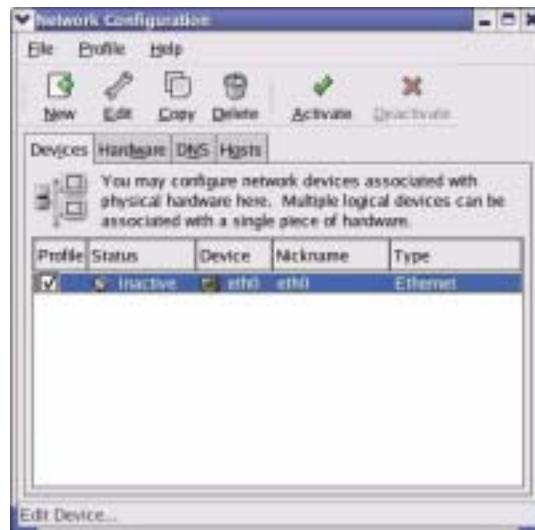 Network Configuration
File Profile Help
New Edit Copy Delete Activate Deactivate
Devices Hardware DNS Hosts
You may configure network devices associated with
physical hardware here. Multiple logical devices can be
associated with a single piece of hardware.
Profile Status Device Nickname Type
Inactive eth0 eth0 Ethernet
Edit Device...